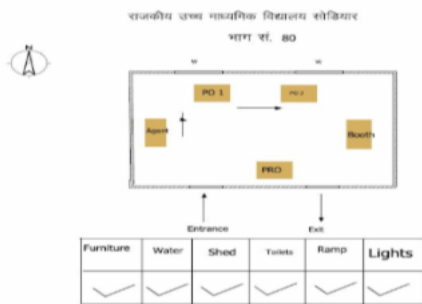 राजकीय उच्च माध्यमिक विद्यालय सोडियार
भाग सं. 80
N
PO 1
PO 2
Agent
Booth
PRO
Entrance
Exit
Furniture Water Shed Toilets Ramp Lights